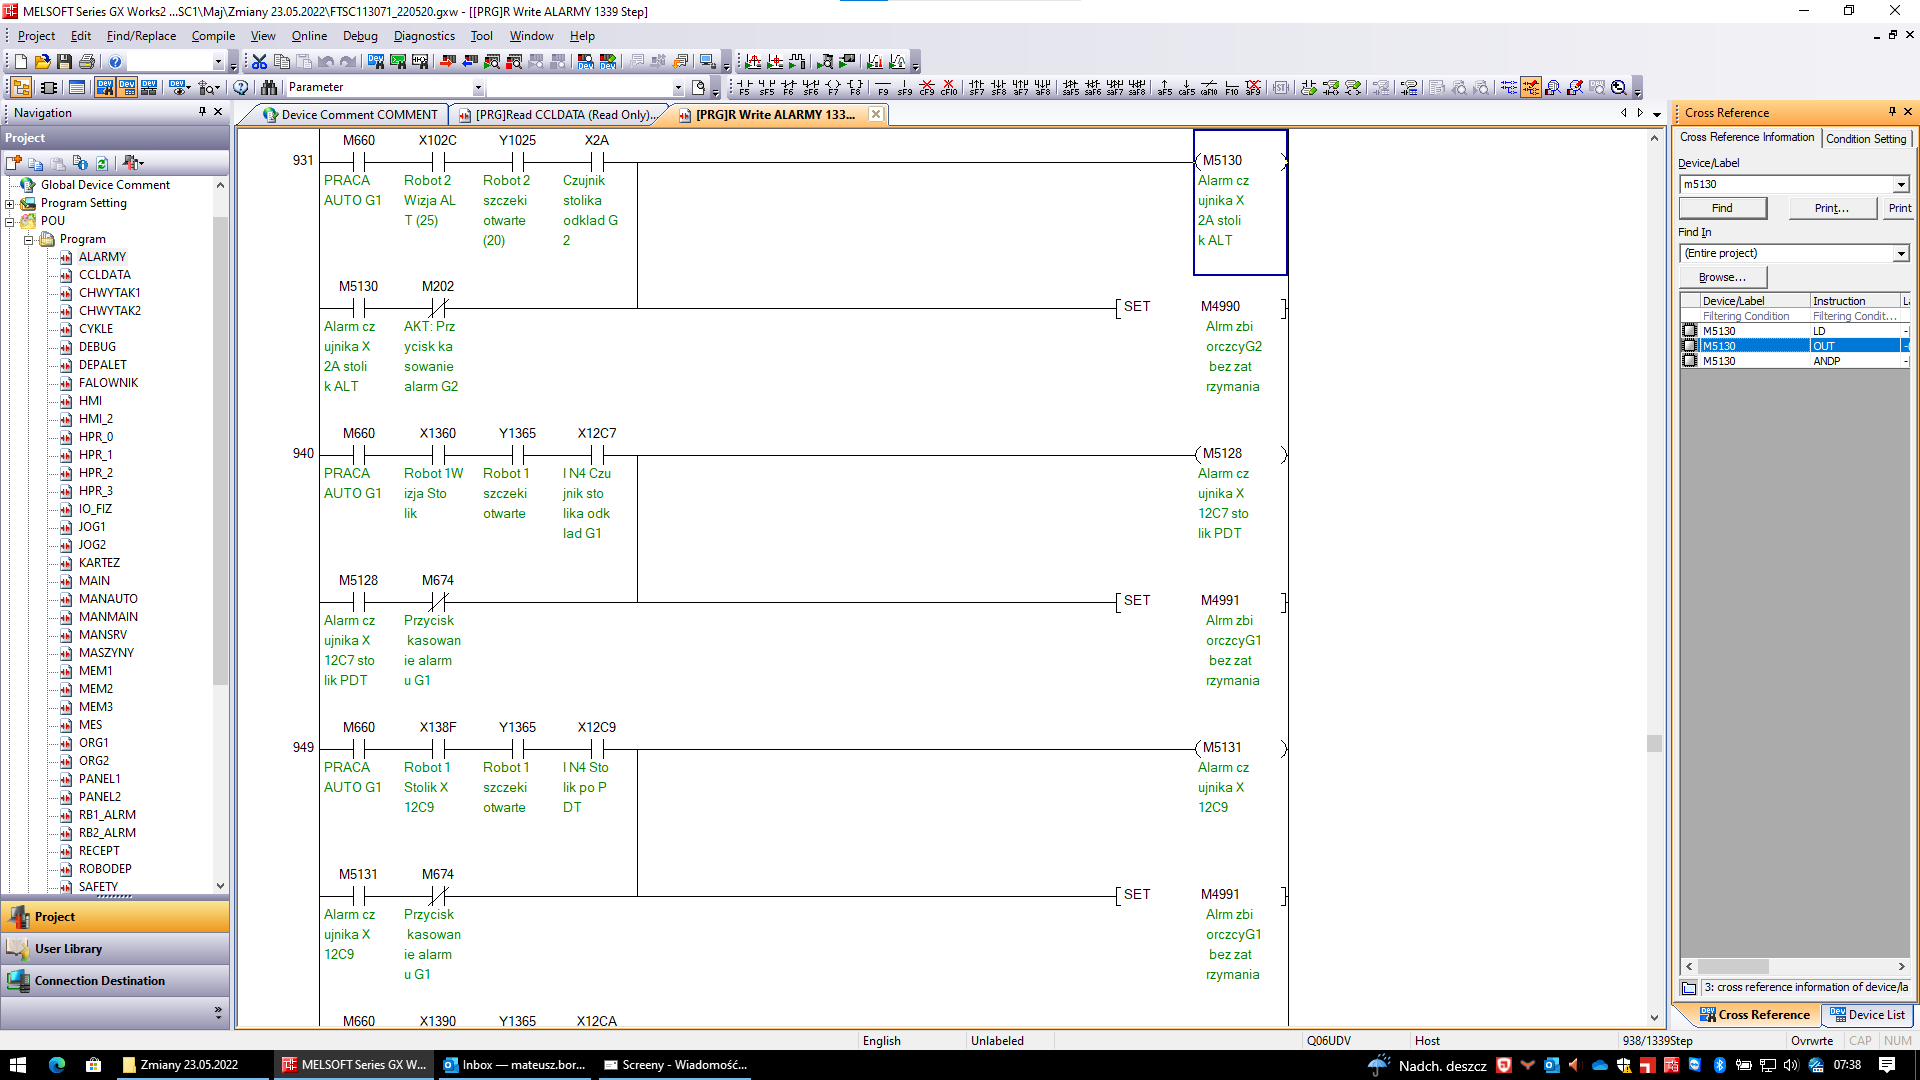 MELSOFT Series GX Works2 ...SC1\Maj\Zmiany 23.05.2022\FTSC113071_220520.gxw - [[PRG]R Write ALARMY 1339 Step]
Project Edit Find/Replace Compile View Online Debug Diagnostics Tool Window Help
Parameter
Navigation
Project
Global Device Comment
Program Setting
POU
Program
ALARMY
CCLDATA
CHWYTAK1
CHWYTAK2
CYKLE
DEBUG
DEPALET
FALOWNIK
HMI
HMI_2
HPR_0
HPR_1
HPR_2
HPR_3
IO_FIZ
JOG1
JOG2
KARTEZ
MAIN
MANAUTO
MANMAIN
MANSRV
MASZYNY
MEM1
MEM2
MEM3
MES
ORG1
ORG2
PANEL1
PANEL2
RB1_ALRM
RB2_ALRM
RECEPT
ROBODEP
SAFETY
Project
User Library
Connection Destination
Device Comment COMMENT
[PRG]Read CCLDATA (Read Only)...
[PRG]R Write ALARMY 133...
M660 X102C Y1025 X2A
931 M5130
PRACA Robot 2 Robot 2 Czujnik Alarm cz
AUTO G1 Wizja AL szczeki stolika ujnika X
T (25) otwarte odklad G 2A stoli
(20) 2 k ALT
M5130 M202
SET M4990
Alarm cz AKT: Prz Alrm zbi
ujnika X ycisk ka orczcyG2
2A stoli sowanie bez zat
k ALT alarm G2 rzymania
M660 X1360 Y1365 X12C7
940 M5128
PRACA Robot 1W Robot 1 I N4 Czu Alarm cz
AUTO G1 izja Sto szczeki jnik sto ujnika X
lik otwarte lika odk 12C7 sto
lad G1 lik PDT
M5128 M674
SET M4991
Alarm cz Przycisk Alrm zbi
ujnika X kasowan orczcyG1
12C7 sto ie alarm bez zat
lik PDT u G1 rzymania
M660 X138F Y1365 X12C9
949 M5131
PRACA Robot 1 Robot 1 I N4 Sto Alarm cz
AUTO G1 Stolik X szczeki lik po P ujnika X
12C9 otwarte DT 12C9
M5131 M674
SET M4991
Alarm cz Przycisk Alrm zbi
ujnika X kasowan orczcyG1
12C9 ie alarm bez zat
u G1 rzymania
M660 X1390 Y1365 X12CA
Cross Reference
Cross Reference Information Condition Setting
Device/Label
m5130
Find Print... Print
Find In
(Entire project)
Browse...
Device/Label Instruction
Filtering Condition Filtering Condit...
M5130 LD
M5130 OUT
M5130 ANDP
3: cross reference information of device/la
Cross Reference Device List
English Unlabeled Q06UDV Host 938/1339Step Ovrwrte CAP NUM
Zmiany 23.05.2022
MELSOFT Series GX W...
Inbox — mateusz.bor...
Screeny - Wiadomość...
Nadch. deszcz
07:38